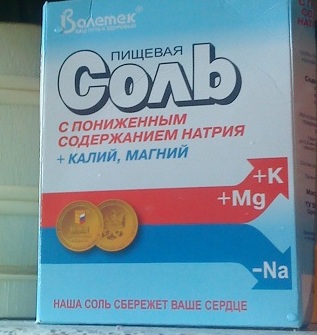 Валетек
ПИЩЕВАЯ
СОЛЬ
С ПОНИЖЕННЫМ
СОДЕРЖАНИЕМ НАТРИЯ
+ КАЛИЙ, МАГНИЙ
+K
+Mg
-Na
НАША СОЛЬ СБЕРЕЖЕТ ВАШЕ СЕРДЦЕ